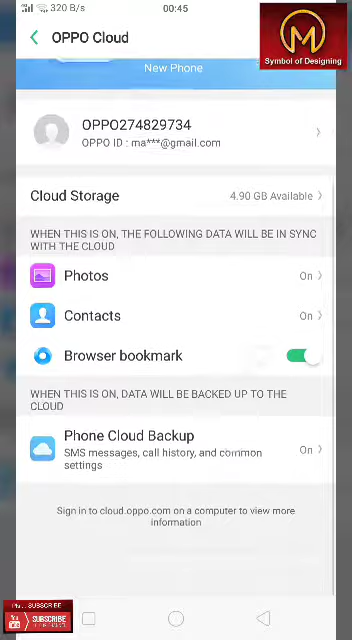 320 B/s
00:45
OPPO Cloud
Symbol of Designing
New Phone
OPPO274829734
OPPO ID : ma***@gmail.com
Cloud Storage
4.90 GB Available
WHEN THIS IS ON, THE FOLLOWING DATA WILL BE IN SYNC
WITH THE CLOUD
Photos
On
Contacts
On
Browser bookmark
WHEN THIS IS ON, DATA WILL BE BACKED UP TO THE
CLOUD
Phone Cloud Backup
SMS messages, call history, and common
settings
On
Sign in to cloud.oppo.com on a computer to view more
information
SUBSCRIBE
SUBSCRIBE